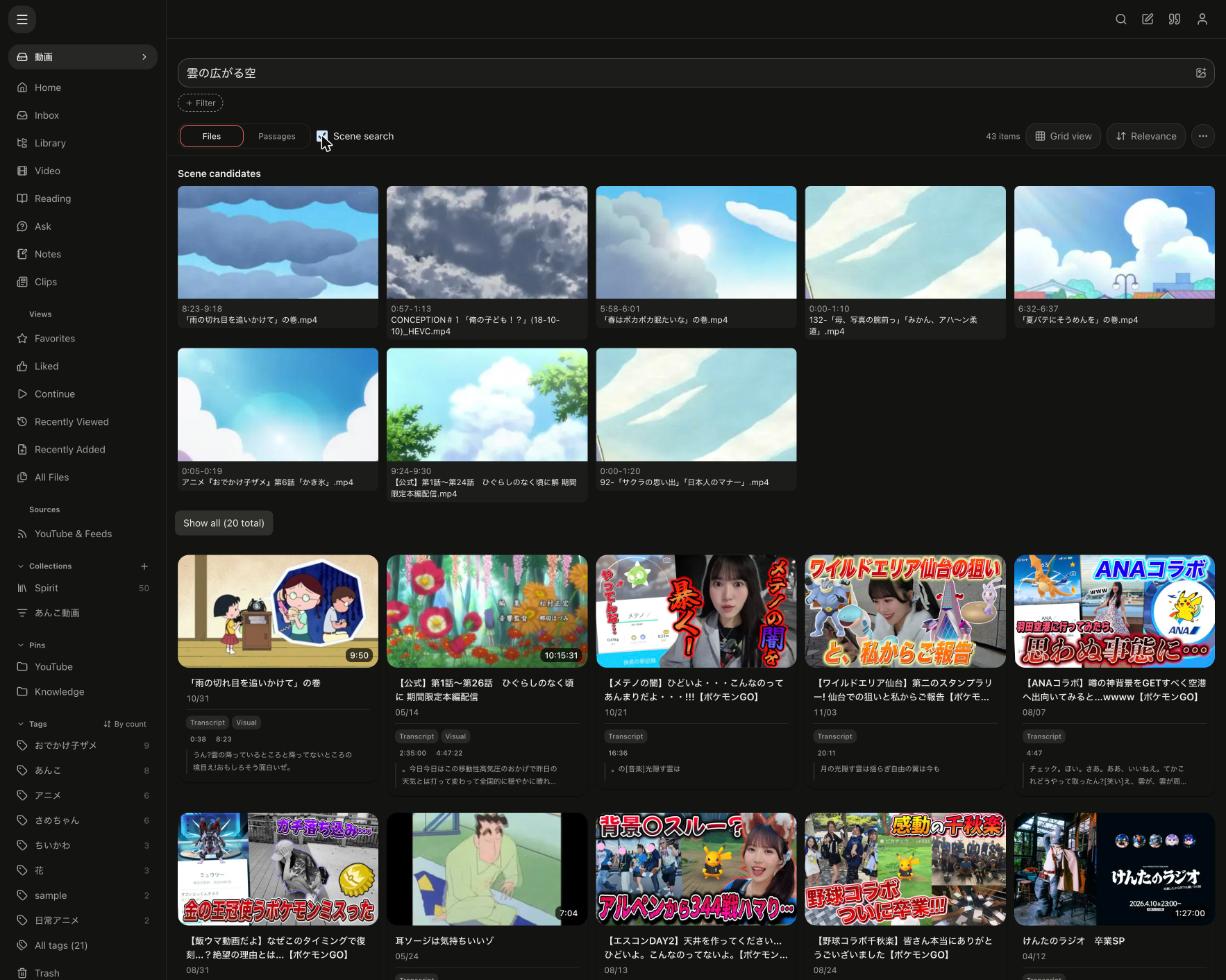 動画
Home
Inbox
Library
Video
Reading
Ask
Notes
Clips
Views
Favorites
Liked
Continue
Recently Viewed
Recently Added
All Files
Sources
YouTube & Feeds
Collections
Spirit 50
あんこ動画
Pins
YouTube
Knowledge
Tags By count
おでかけ子ザメ 9
あんこ 8
アニメ 6
さめちゃん 6
ちいかわ 3
花 3
sample 2
日常アニメ 2
All tags (21)
Trash
雲の広がる空
+ Filter
Files Passages Scene search
43 items Grid view Relevance
Scene candidates
8:23-9:18
「雨の切れ目を追いかけて」の巻.mp4
0:57-1:13
CONCEPTION＃１「俺の子ども！？」(18-10-
10)_HEVC.mp4
5:58-6:01
「春はポカポカ眠たいな」の巻.mp4
0:00-1:10
132-「母、写真の腕前っ」「みかん、アハ〜ン柔
道」.mp4
6:32-6:37
「夏バテにそうめんを」の巻.mp4
0:05-0:19
アニメ『おでかけ子ザメ』第6話「かき氷」.mp4
9:24-9:30
【公式】第1話〜第24話　ひぐらしのなく頃に解 期間
限定本編配信.mp4
0:00-1:20
92-「サクラの思い出」「日本人のマナー」.mp4
Show all (20 total)
9:50
「雨の切れ目を追いかけて」の巻
10/31
Transcript Visual
0:38 8:23
うん?雲の降っているところと降ってないところの
境目え!おもしろそう面白いぜ。
10:15:31
【公式】第1話〜第26話　ひぐらしのなく頃
に 期間限定本編配信
05/14
Transcript Visual
2:35:00 4:47:22
。今日今日はこの移動性高気圧のおかげで昨日の
天気とは打って変わって全国的に穏やかに晴れ...
メテノの闇を
暴く!
【メテノの闇】ひどいよ・・・こんなのって
あんまりだよ・・・!!!【ポケモンGO】
10/21
Transcript
16:36
。の[音楽]光隠す雲は
ワイルドエリア仙台の狙い
と、私からご報告
【ワイルドエリア仙台】第二のスタンプラリ
ー! 仙台での狙いと私からご報告【ポケモ...
11/03
Transcript
20:11
月の光隠す雲は揺らぎ自由の翼は今も
ANAコラボ
www
羽田空港に行ってみたら、
ANA
思わぬ事態に…
【ANAコラボ】噂の神背景をGETすべく空港
へ出向いてみると...wwww【ポケモンGO】
08/07
Transcript
4:47
チェック。ほい。さあ。ああ、いいねえ。てかこ
れどうやって取ったん?[笑い]え、雲が、雲が周...
ガチ落ち込み…
ミュウツー
金の王冠使うポケモンミスった
【飯ウマ動画だよ】なぜこのタイミングで復
刻...？絶望の理由とは...【ポケモンGO】
08/31
7:04
耳ソージは気持ちいいゾ
05/24
背景〇スルー?
アルペンから344戦ハマり…
【エスコンDAY2】天井を作ってください...
ひどいよ。こんなのってないよ。【ポケモン...
08/13
感動の千秋楽
野球コラボ
ついに卒業!!!
【野球コラボ千秋楽】皆さん本当にありがと
うございました【ポケモンGO】
08/24
けんたのラジオ
2026.4.10@23:00~
1:27:00
けんたのラジオ　卒業SP
04/12